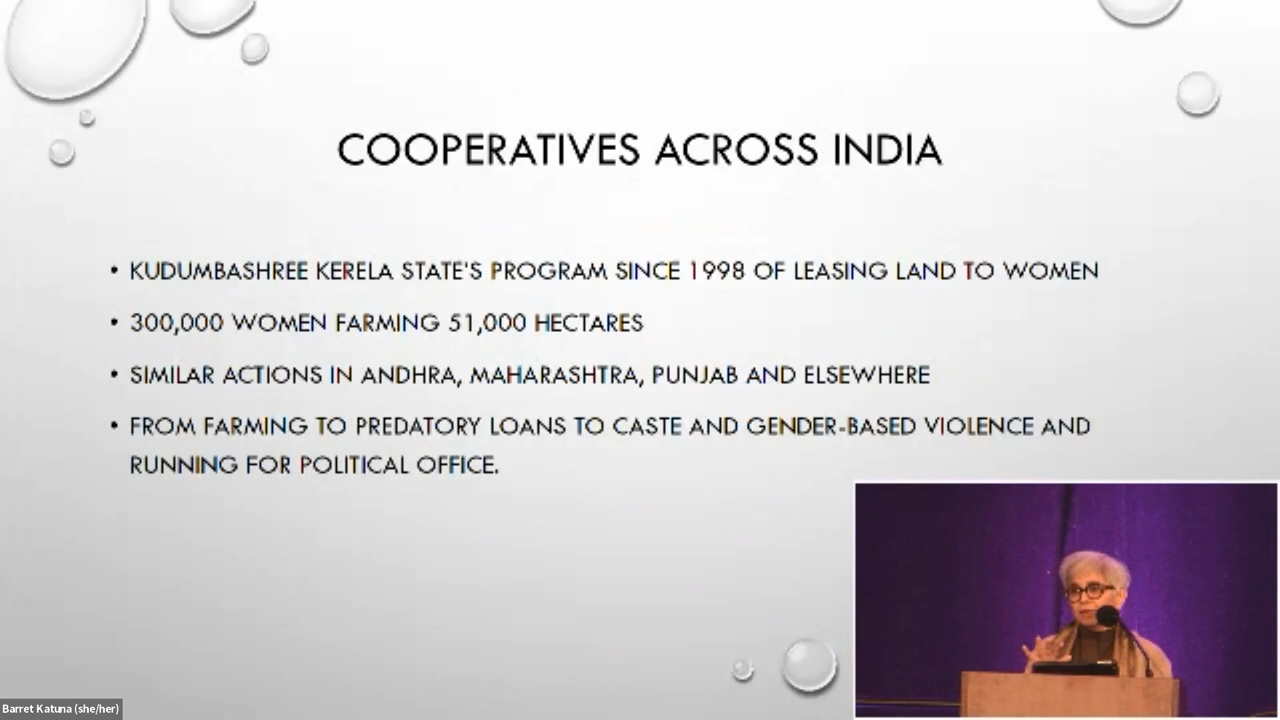 COOPERATIVES ACROSS INDIA
• KUDUMBASHREE KERELA STATE'S PROGRAM SINCE 1998 OF LEASING LAND TO WOMEN
• 300,000 WOMEN FARMING 51,000 HECTARES
• SIMILAR ACTIONS IN ANDHRA, MAHARASHTRA, PUNJAB AND ELSEWHERE
• FROM FARMING TO PREDATORY LOANS TO CASTE AND GENDER-BASED VIOLENCE AND
RUNNING FOR POLITICAL OFFICE.
Barret Katuna (she/her)